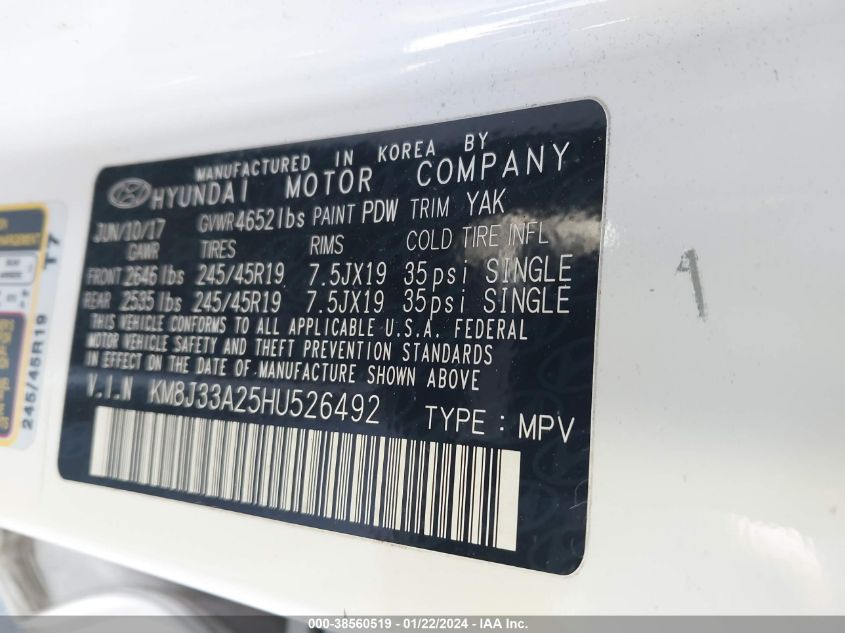 MANUFACTURED IN KOREA BY
HYUNDAI MOTOR COMPANY
JUN/10/17 GVWR 4652 lbs PAINT PDW TRIM YAK
GAWR TIRES RIMS COLD TIRE INFL
FRONT 2646 lbs 245/45R19 7.5JX19 35psi SINGLE
REAR 2535 lbs 245/45R19 7.5JX19 35psi SINGLE
THIS VEHICLE CONFORMS TO ALL APPLICABLE U.S.A. FEDERAL
MOTOR VEHICLE SAFETY AND THEFT PREVENTION STANDARDS
IN EFFECT ON THE DATE OF MANUFACTURE SHOWN ABOVE
V.I.N KM8J33A25HU526492 TYPE : MPV
T7
245/45R19
000-38560519 - 01/22/2024 - IAA Inc.